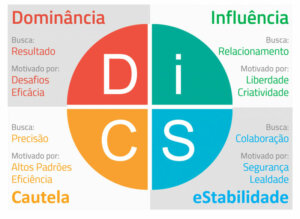 Dominância
Busca:
Resultado
Motivado por:
Desafios
Eficácia
Influência
Busca:
Relacionamento
Motivado por:
Liberdade
Criatividade
D i
C S
Busca:
Precisão
Motivado por:
Altos Padrões
Eficiência
Cautela
Busca:
Colaboração
Motivado por:
Segurança
Lealdade
eStabilidade